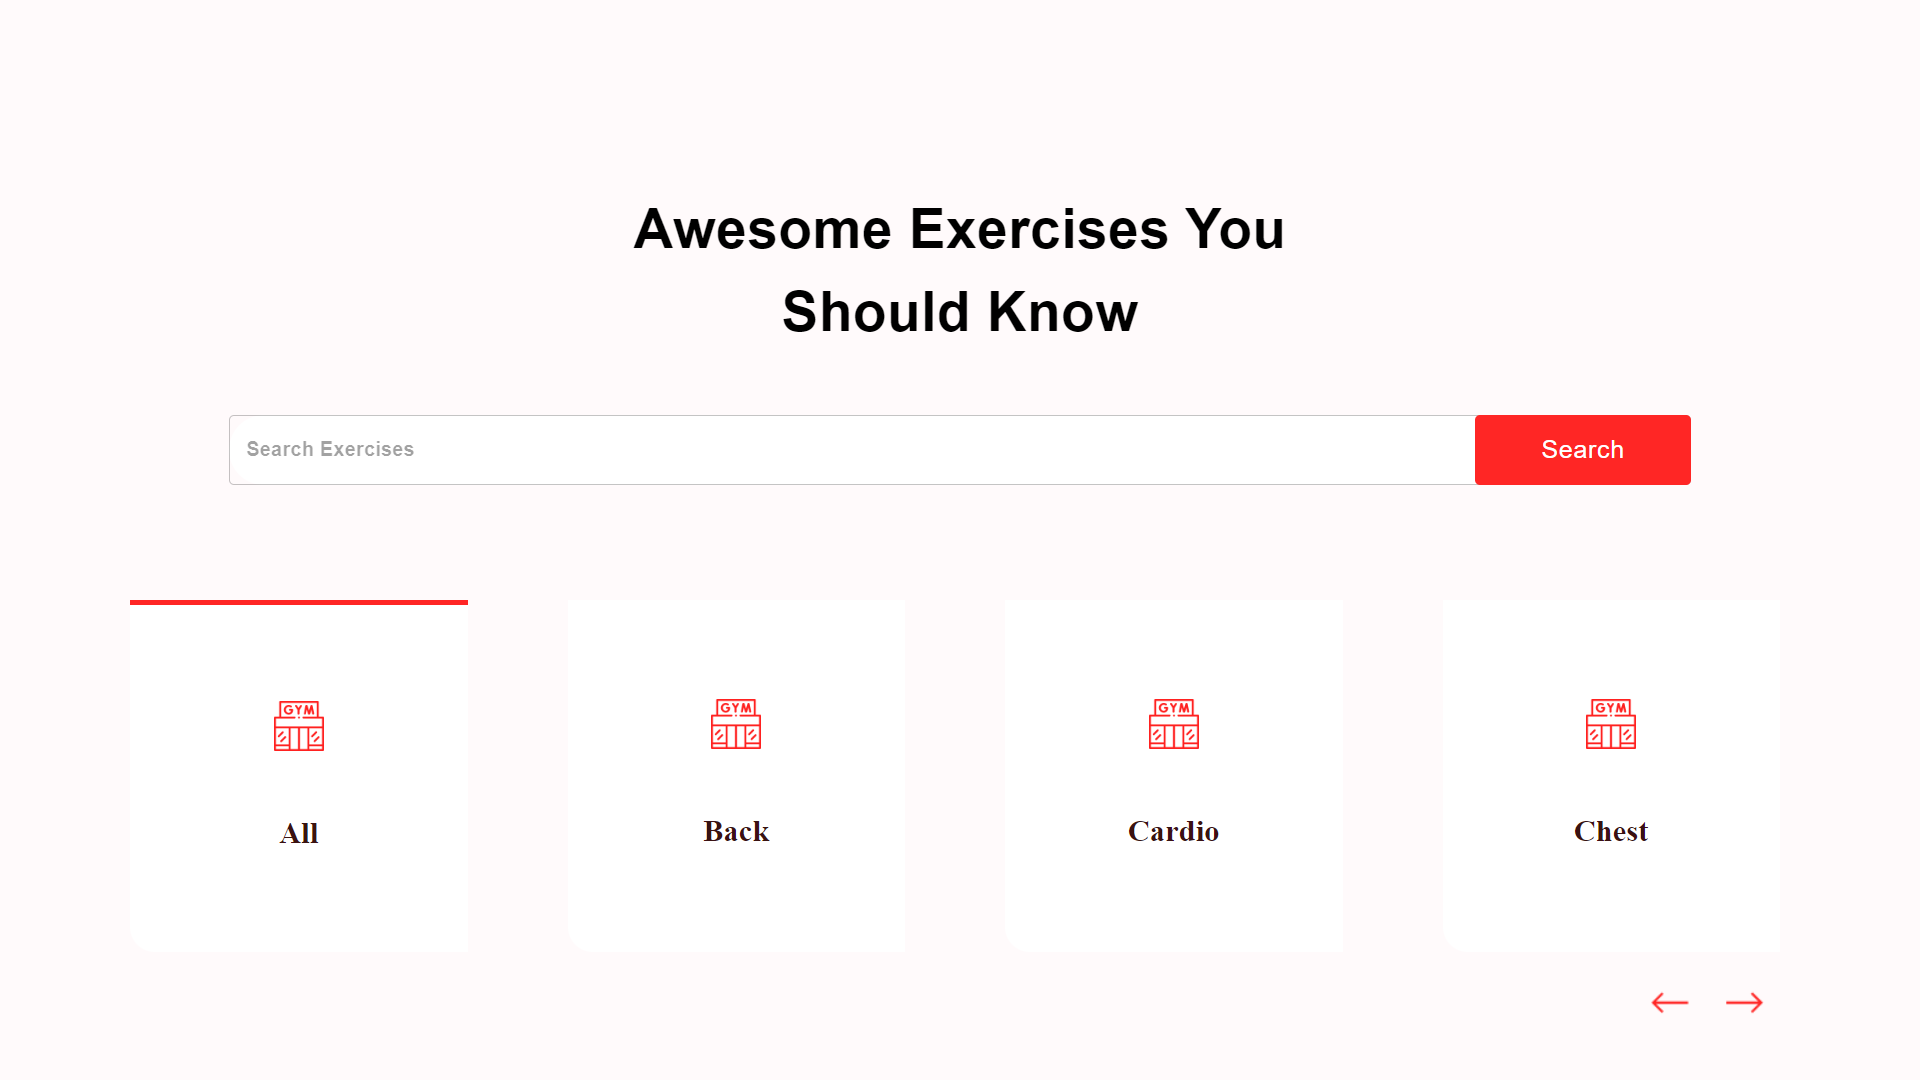 Awesome Exercises You
Should Know
Search Exercises
Search
GYM
GYM
GYM
GYM
All
Back
Cardio
Chest